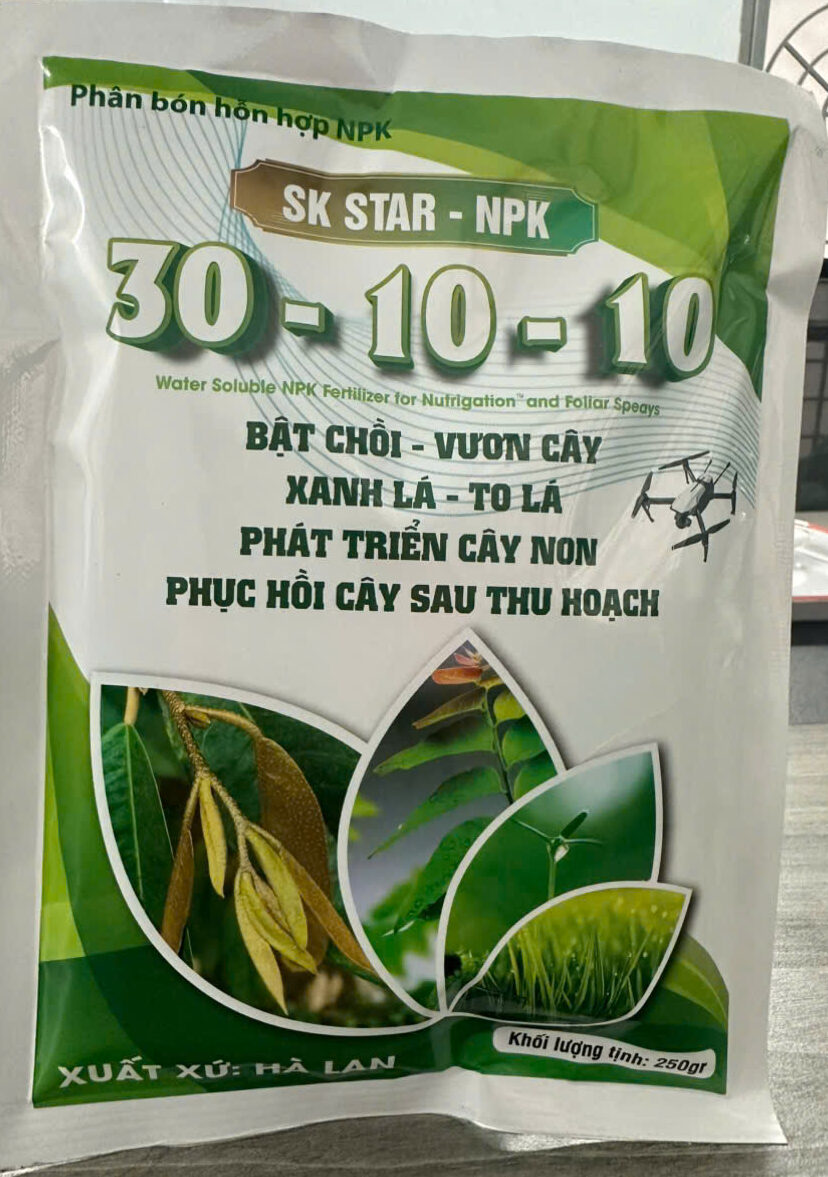 Phân bón hỗn hợp NPK
SK STAR - NPK
30 - 10 - 10
Water Soluble NPK Fertilizer for Nutrigation™ and Foliar Speays
BẬT CHỒI - VƯƠN CÂY
XANH LÁ - TO LÁ
PHÁT TRIỂN CÂY NON
PHỤC HỒI CÂY SAU THU HOẠCH
Khối lượng tịnh: 250gr
XUẤT XỨ: HÀ LAN